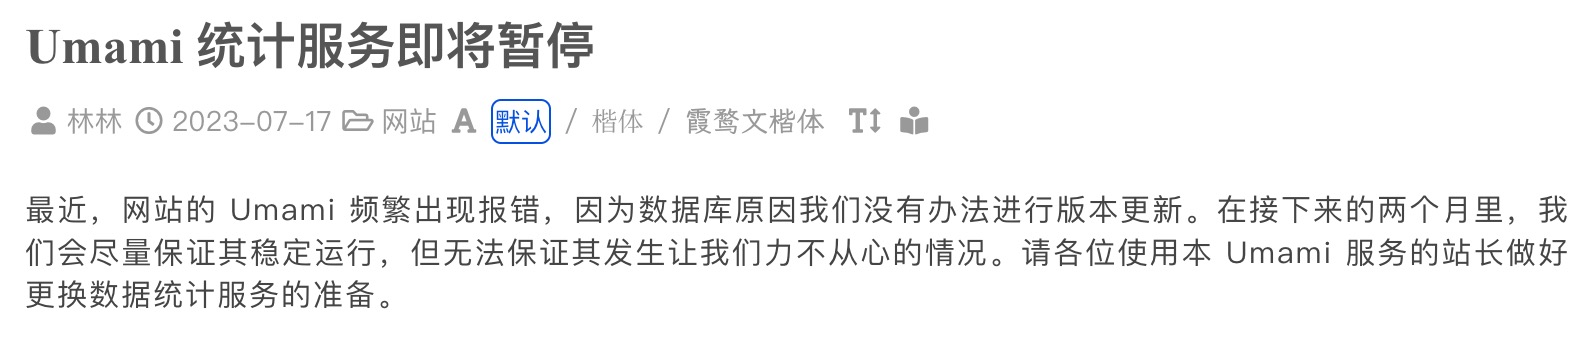 Umami 统计服务即将暂停
林林 2023-07-17 网站 默认 / 楷体 / 霞鹜文楷体
最近，网站的 Umami 频繁出现报错，因为数据库原因我们没有办法进行版本更新。在接下来的两个月里，我
们会尽量保证其稳定运行，但无法保证其发生让我们力不从心的情况。请各位使用本 Umami 服务的站长做好
更换数据统计服务的准备。